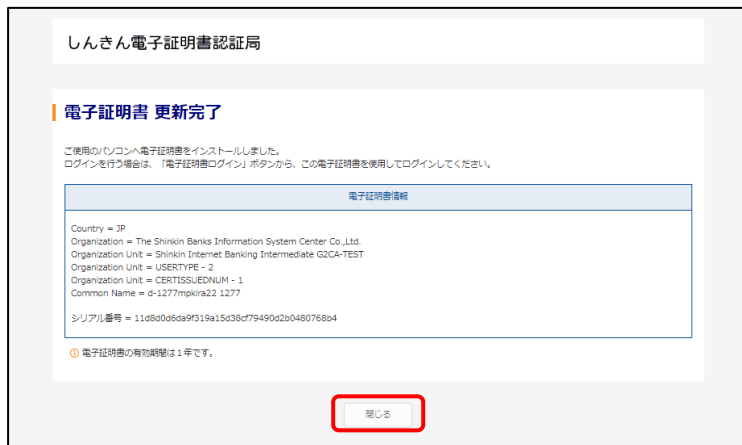 しんきん電子証明書認証局
電子証明書 更新完了
ご使用のパソコンへ電子証明書をインストールしました。
ログインを行う場合は、「電子証明書ログイン」ボタンから、この電子証明書を使用してログインしてください。
電子証明書情報
Country = JP
Organization = The Shinkin Banks Information System Center Co.,Ltd.
Organization Unit = Shinkin Internet Banking Intermediate G2CA-TEST
Organization Unit = USERTYPE - 2
Organization Unit = CERTISSUEDNUM - 1
Common Name = d-1277mpkira22 1277
シリアル番号 = 11d8d0d6da9f319a15d38cf79490d2b0480768b4
電子証明書の有効期間は1年です。
閉じる